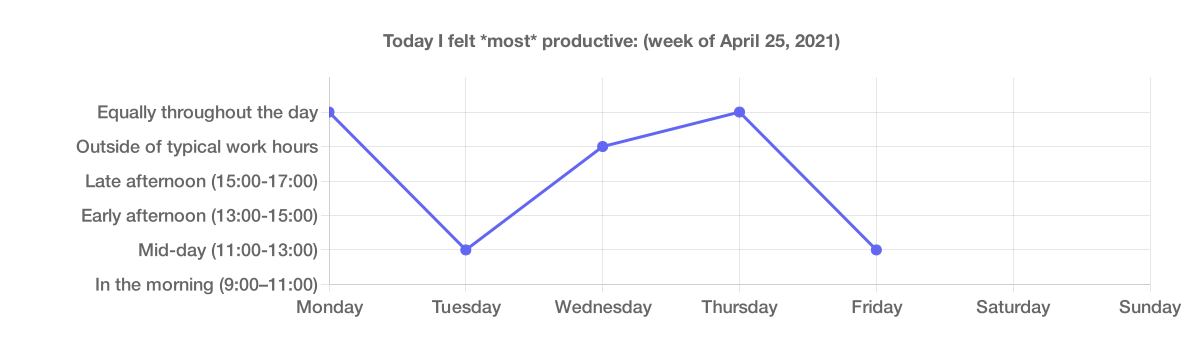 Today I felt *most* productive: (week of April 25, 2021)
Equally throughout the day
Outside of typical work hours
Late afternoon (15:00-17:00)
Early afternoon (13:00-15:00)
Mid-day (11:00-13:00)
In the morning (9:00–11:00)
Monday Tuesday Wednesday Thursday Friday Saturday Sunday